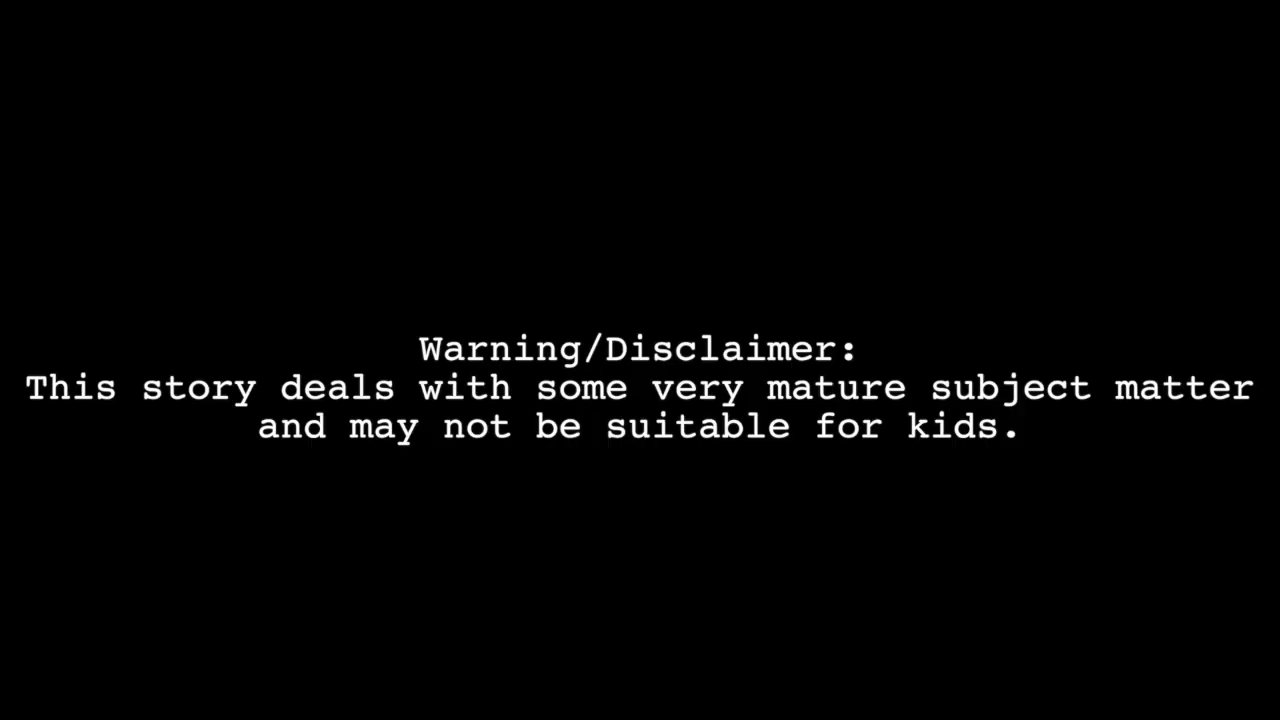 Warning/Disclaimer:
This story deals with some very mature subject matter
and may not be suitable for kids.